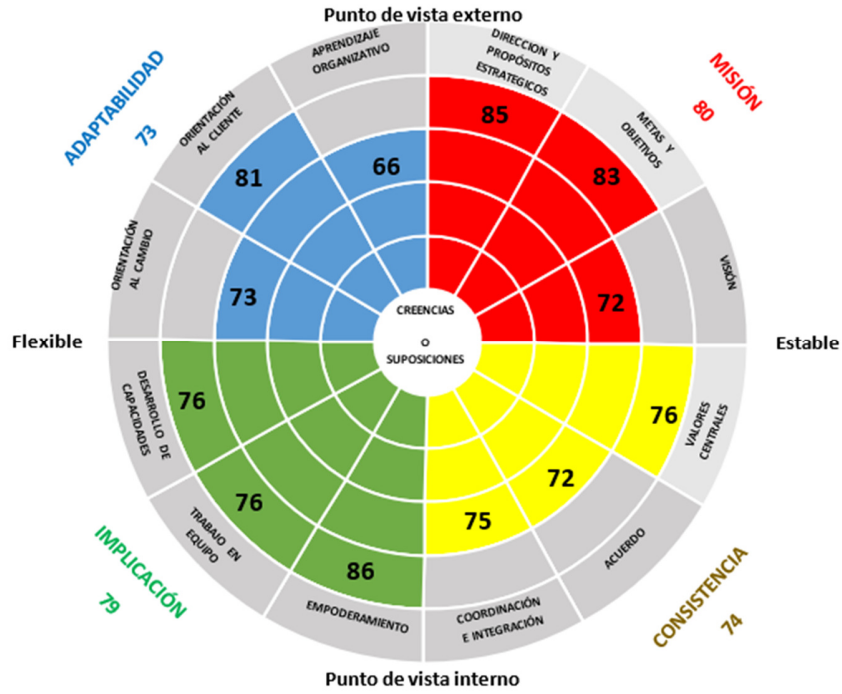 Punto de vista externo
ADAPTABILIDAD
73
MISIÓN
80
APRENDIZAJE
ORGANIZATIVO
66
DIRECCION Y
PROPÓSITOS
ESTRATEGICOS
85
ORIENTACIÓN
AL CLIENTE
81
METAS Y
OBJETIVOS
83
ORIENTACIÓN
AL CAMBIO
73
VISIÓN
72
CREENCIAS
O
SUPOSICIONES
Flexible
Estable
DESARROLLO DE
CAPACIDADES
76
VALORES
CENTRALES
76
TRABAJO EN
EQUIPO
76
ACUERDO
72
EMPODERAMIENTO
86
COORDINACIÓN
E INTEGRACIÓN
75
IMPLICACIÓN
79
CONSISTENCIA
74
Punto de vista interno